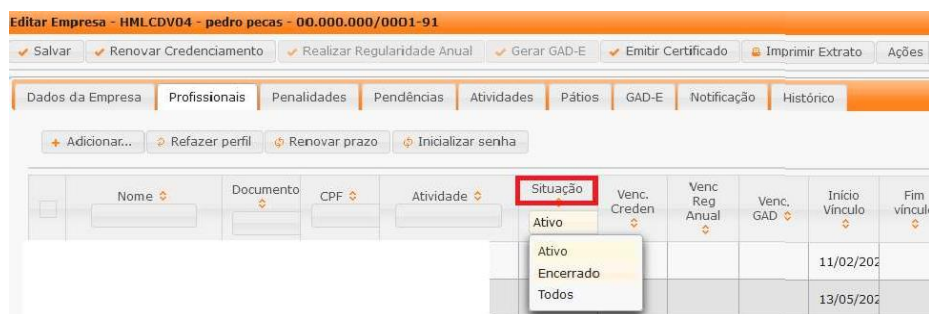 Editar Empresa - HMLCDV04 - pedro pecas - 00.000.000/0001-91
Salvar Renovar Credenciamento Realizar Regularidade Anual Gerar GAD-E Emitir Certificado Imprimir Extrato Ações
Dados da Empresa Profissionais Penalidades Pendências Atividades Pátios GAD-E Notificação Histórico
+ Adicionar... Refazer perfil Renovar prazo Inicializar senha
Nome
Documento
CPF
Atividade
Situação
Ativo
Venc.
Creden
Venc
Reg
Anual
Venc.
GAD
Início
Vínculo
Fim
Ativo
Encerrado
Todos
11/02/202
13/05/202